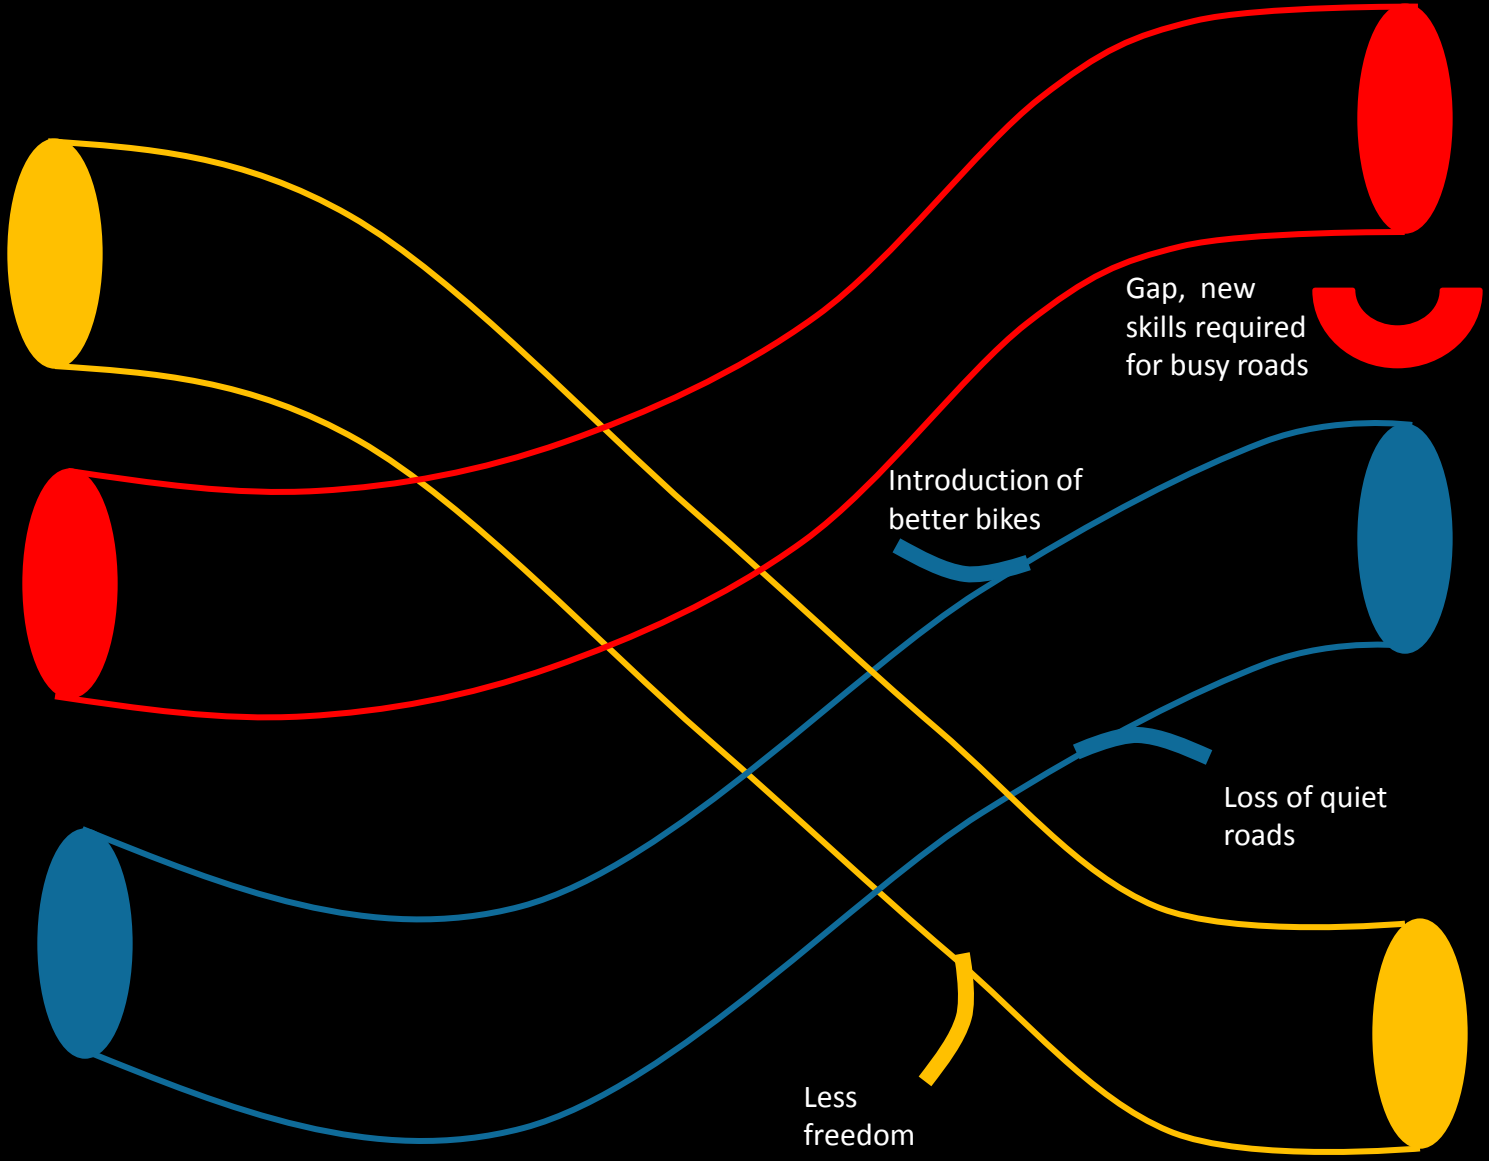 Gap,  new
skills required
for busy roads
Introduction of
better bikes
Loss of quiet
roads
Less
freedom